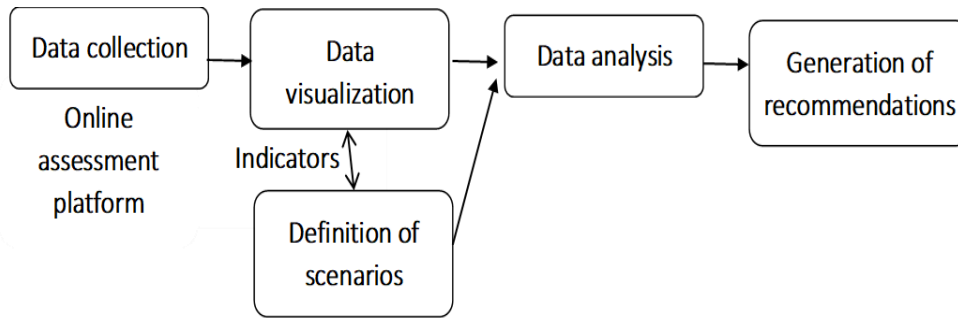 Data collection
Online
assessment
platform
Data
visualization
Indicators
Definition of
scenarios
Data analysis
Generation of
recommendations